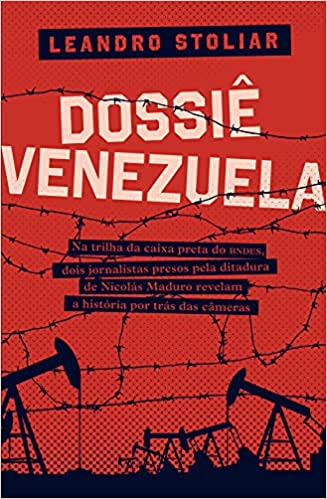 LEANDRO STOLIAR
DOSSIÊ
VENEZUELA
Na trilha da caixa preta do BNDES,
dois jornalistas presos pela ditadura
de Nicolás Maduro revelam
a história por trás das câmeras